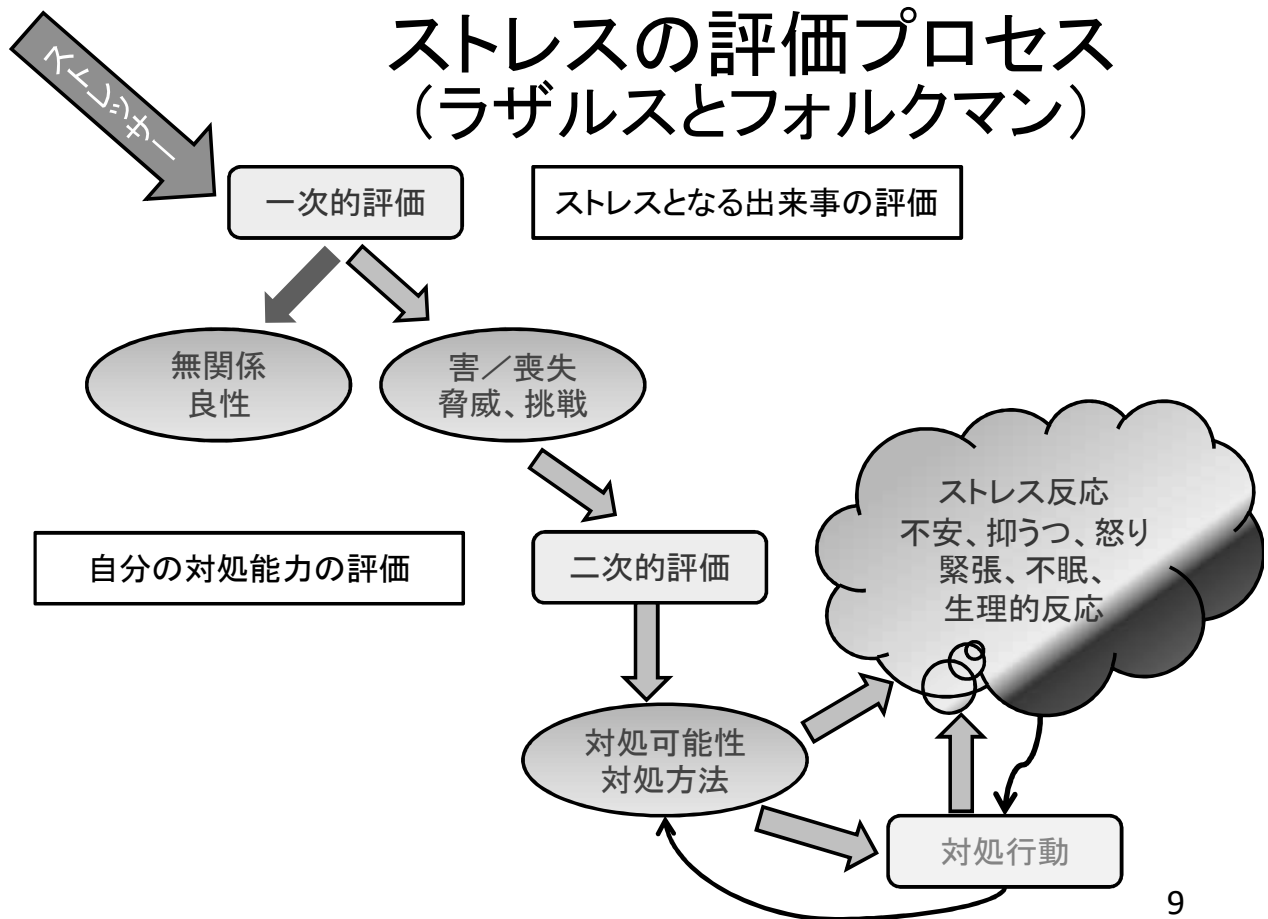 ストレスの評価プロセス
（ラザルスとフォルクマン）
ストレッサー
一次的評価
ストレスとなる出来事の評価
無関係
良性
害／喪失
脅威、挑戦
ストレス反応
不安、抑うつ、怒り
緊張、不眠、
生理的反応
自分の対処能力の評価
二次的評価
対処可能性
対処方法
対処行動
9